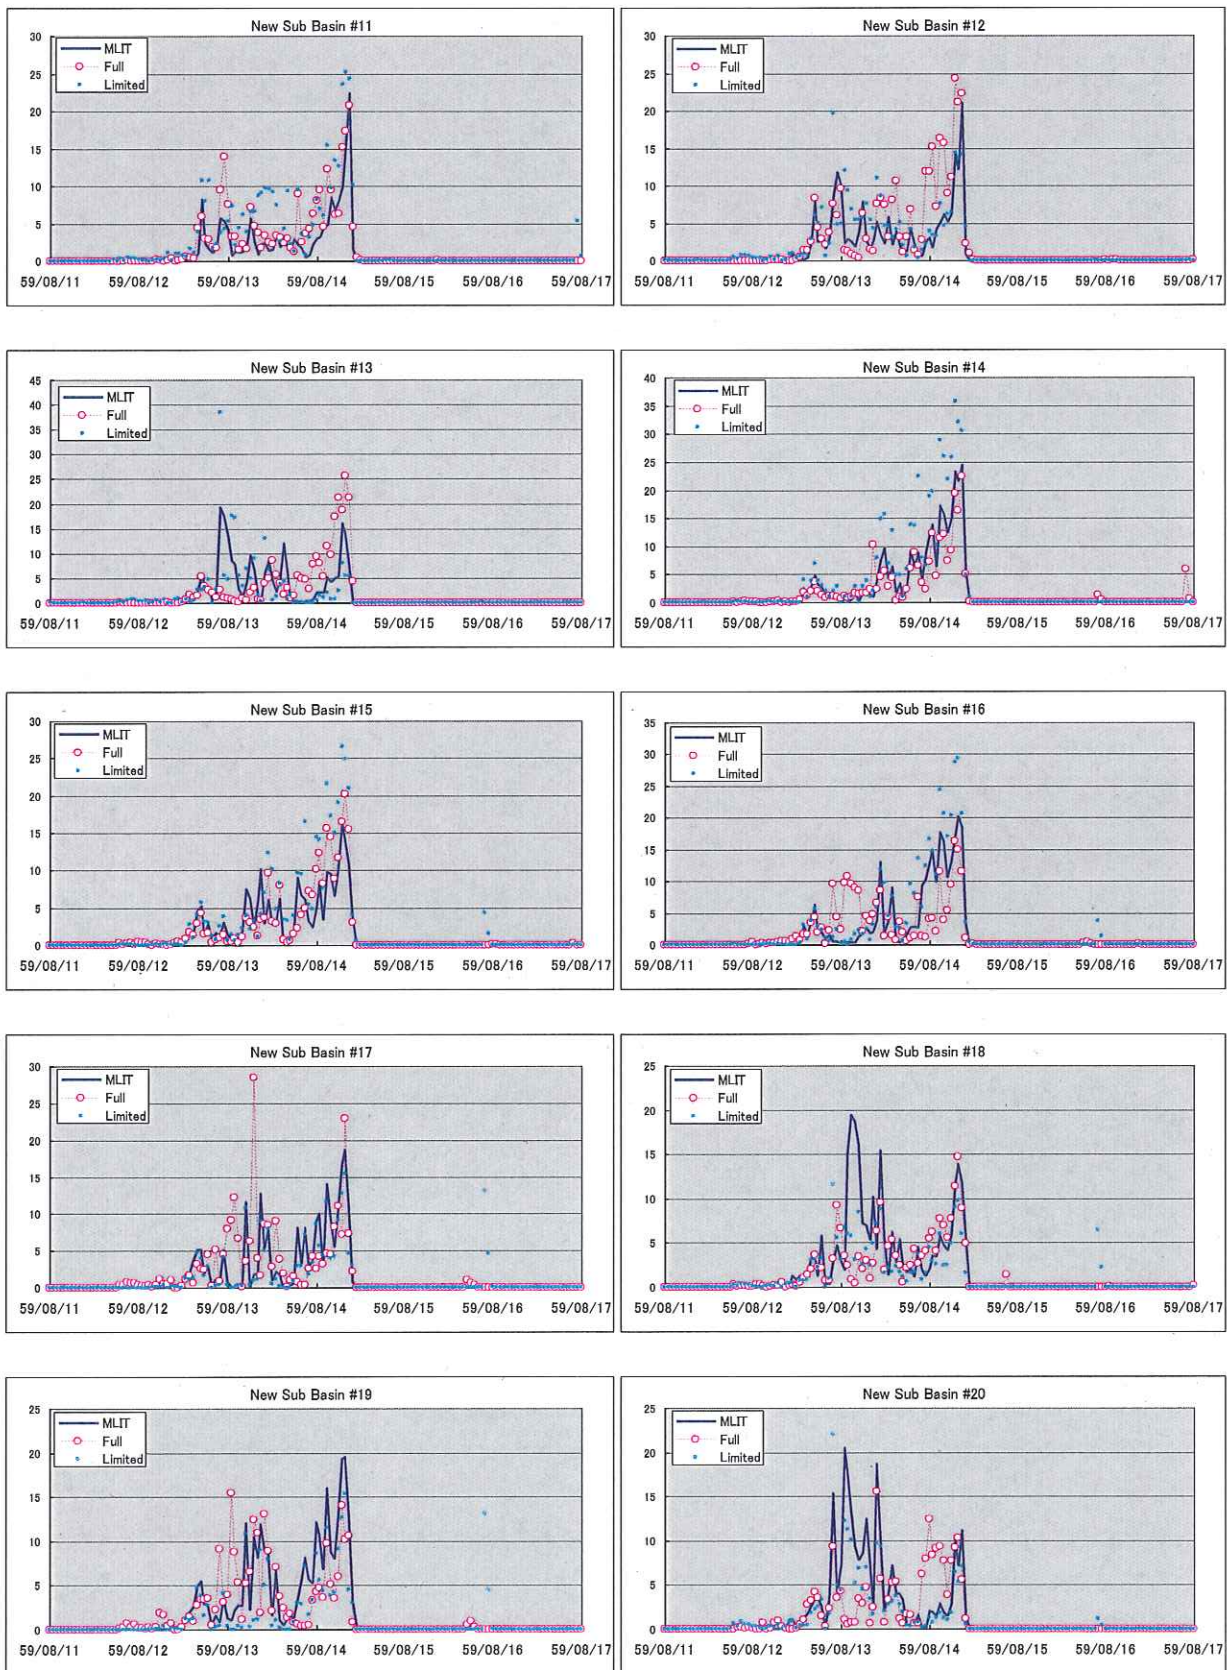 New Sub Basin #11
30
25
20
15
10
5
0
MLIT
Full
Limited
59/08/11 59/08/12 59/08/13 59/08/14 59/08/15 59/08/16 59/08/17
New Sub Basin #12
30
25
20
15
10
5
0
MLIT
Full
Limited
59/08/11 59/08/12 59/08/13 59/08/14 59/08/15 59/08/16 59/08/17
New Sub Basin #13
45
40
35
30
25
20
15
10
5
0
MLIT
Full
Limited
59/08/11 59/08/12 59/08/13 59/08/14 59/08/15 59/08/16 59/08/17
New Sub Basin #14
40
35
30
25
20
15
10
5
0
MLIT
Full
Limited
59/08/11 59/08/12 59/08/13 59/08/14 59/08/15 59/08/16 59/08/17
New Sub Basin #15
30
25
20
15
10
5
0
MLIT
Full
Limited
59/08/11 59/08/12 59/08/13 59/08/14 59/08/15 59/08/16 59/08/17
New Sub Basin #16
35
30
25
20
15
10
5
0
MLIT
Full
Limited
59/08/11 59/08/12 59/08/13 59/08/14 59/08/15 59/08/16 59/08/17
New Sub Basin #17
30
25
20
15
10
5
0
MLIT
Full
Limited
59/08/11 59/08/12 59/08/13 59/08/14 59/08/15 59/08/16 59/08/17
New Sub Basin #18
25
20
15
10
5
0
MLIT
Full
Limited
59/08/11 59/08/12 59/08/13 59/08/14 59/08/15 59/08/16 59/08/17
New Sub Basin #19
25
20
15
10
5
0
MLIT
Full
Limited
59/08/11 59/08/12 59/08/13 59/08/14 59/08/15 59/08/16 59/08/17
New Sub Basin #20
25
20
15
10
5
0
MLIT
Full
Limited
59/08/11 59/08/12 59/08/13 59/08/14 59/08/15 59/08/16 59/08/17